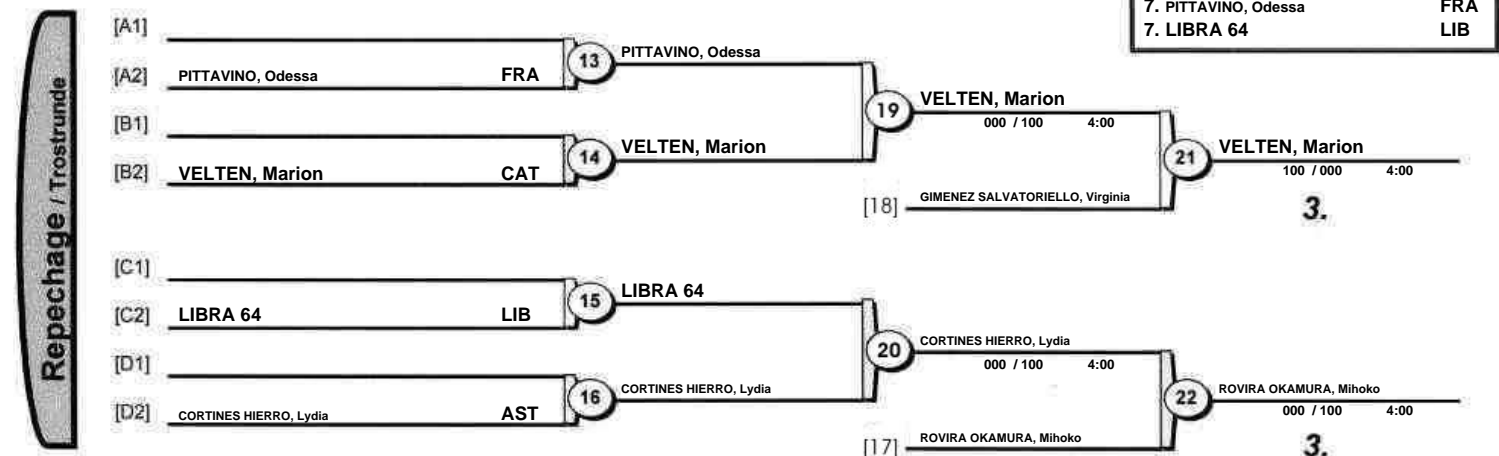 7. PITTAVINO, Odessa FRA
7. LIBRA 64 LIB
Repechage / Trostrunde
[A1]
[A2] PITTAVINO, Odessa FRA
13 PITTAVINO, Odessa
[B1]
[B2] VELTEN, Marion CAT
14 VELTEN, Marion
19 VELTEN, Marion
000 / 100 4:00
[18] GIMENEZ SALVATORIELLO, Virginia
21 VELTEN, Marion
100 / 000 4:00
3.
[C1]
[C2] LIBRA 64 LIB
15 LIBRA 64
[D1]
[D2] CORTINES HIERRO, Lydia AST
16 CORTINES HIERRO, Lydia
20 CORTINES HIERRO, Lydia
000 / 100 4:00
[17] ROVIRA OKAMURA, Mihoko
22 ROVIRA OKAMURA, Mihoko
000 / 100 4:00
3.